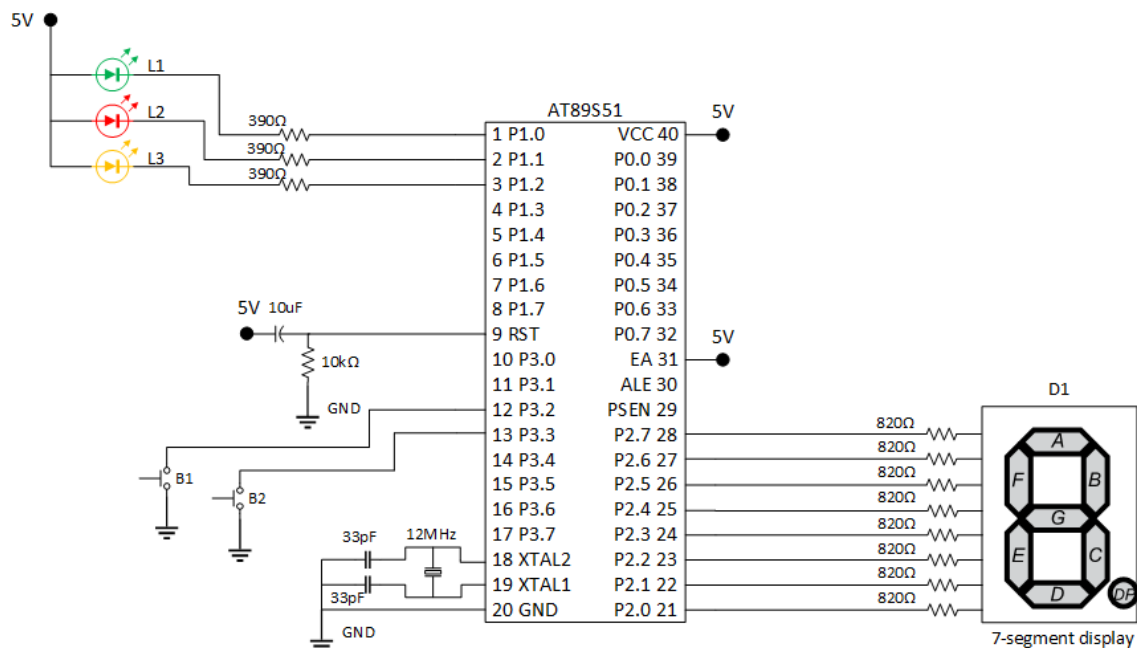 5V
L1
L2
L3
390Ω
390Ω
390Ω
AT89S51
1 P1.0
2 P1.1
3 P1.2
4 P1.3
5 P1.4
6 P1.5
7 P1.6
8 P1.7
9 RST
10 P3.0
11 P3.1
12 P3.2
13 P3.3
14 P3.4
15 P3.5
16 P3.6
17 P3.7
18 XTAL2
19 XTAL1
20 GND
VCC 40
P0.0 39
P0.1 38
P0.2 37
P0.3 36
P0.4 35
P0.5 34
P0.6 33
P0.7 32
EA 31
ALE 30
PSEN 29
P2.7 28
P2.6 27
P2.5 26
P2.4 25
P2.3 24
P2.2 23
P2.1 22
P2.0 21
5V
5V
5V
10uF
10kΩ
GND
B1
B2
33pF
12MHz
33pF
GND
820Ω
820Ω
820Ω
820Ω
820Ω
820Ω
820Ω
820Ω
D1
A
F
B
G
E
C
D
DP
7-segment display